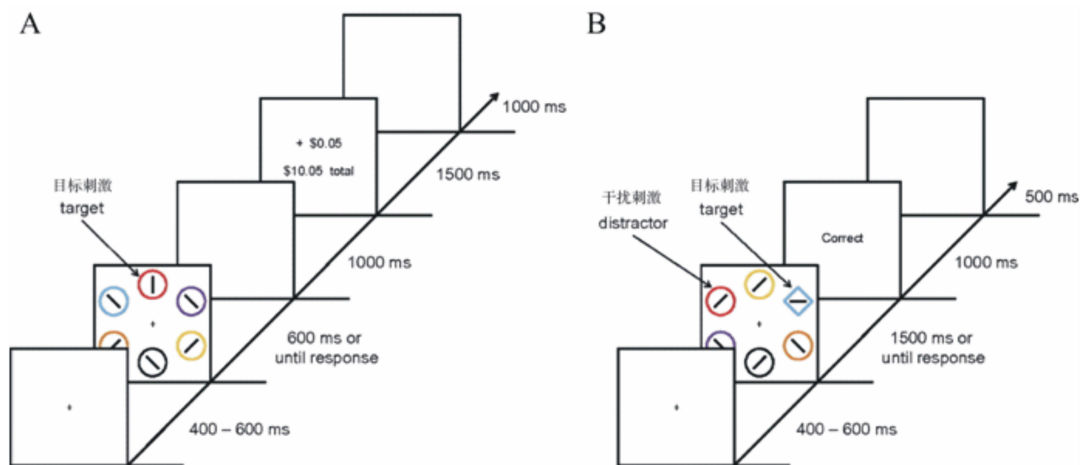 A
+ $0.05
$10.05 total
目标刺激
target
1000 ms
1500 ms
1000 ms
600 ms or
until response
400 – 600 ms
B
干扰刺激
distractor
目标刺激
target
Correct
500 ms
1000 ms
1500 ms or
until response
400 – 600 ms